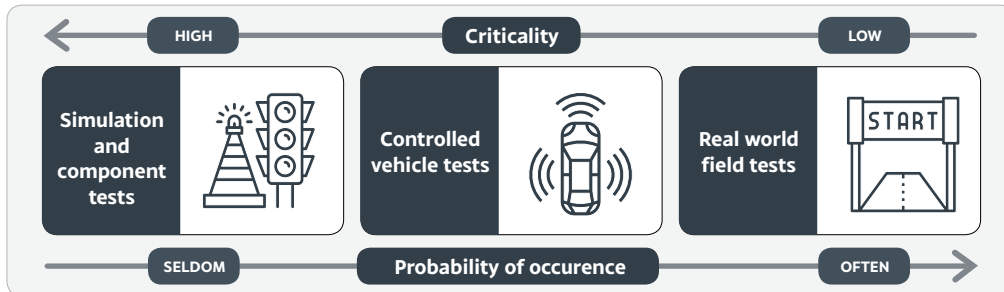 HIGH
Criticality
LOW
Simulation
and
component
tests
Controlled
vehicle tests
Real world
field tests
START
SELDOM
Probability of occurence
OFTEN